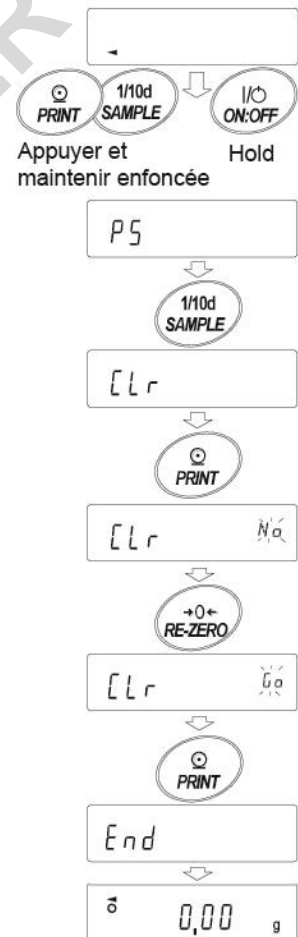 PRINT
1/10d
SAMPLE
ON:OFF
Appuyer et
maintenir enfoncée
Hold
PS
1/10d
SAMPLE
CLr
PRINT
CLr No
→0←
RE-ZERO
CLr Go
PRINT
End
0,00 g